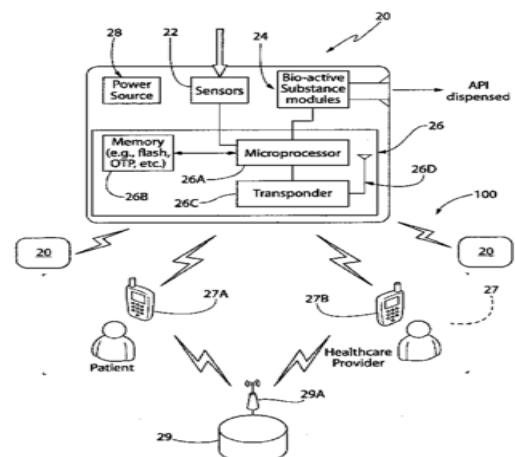 28
22
24
20
Power
Source
Sensors
Bio-active
Substance
modules
API
dispensed
26
Memory
(e.g., flash,
OTP, etc.)
Microprocessor
26A
26D
26B
26C
Transponder
100
20
20
27A
27B
27
Patient
Healthcare
Provider
29A
29